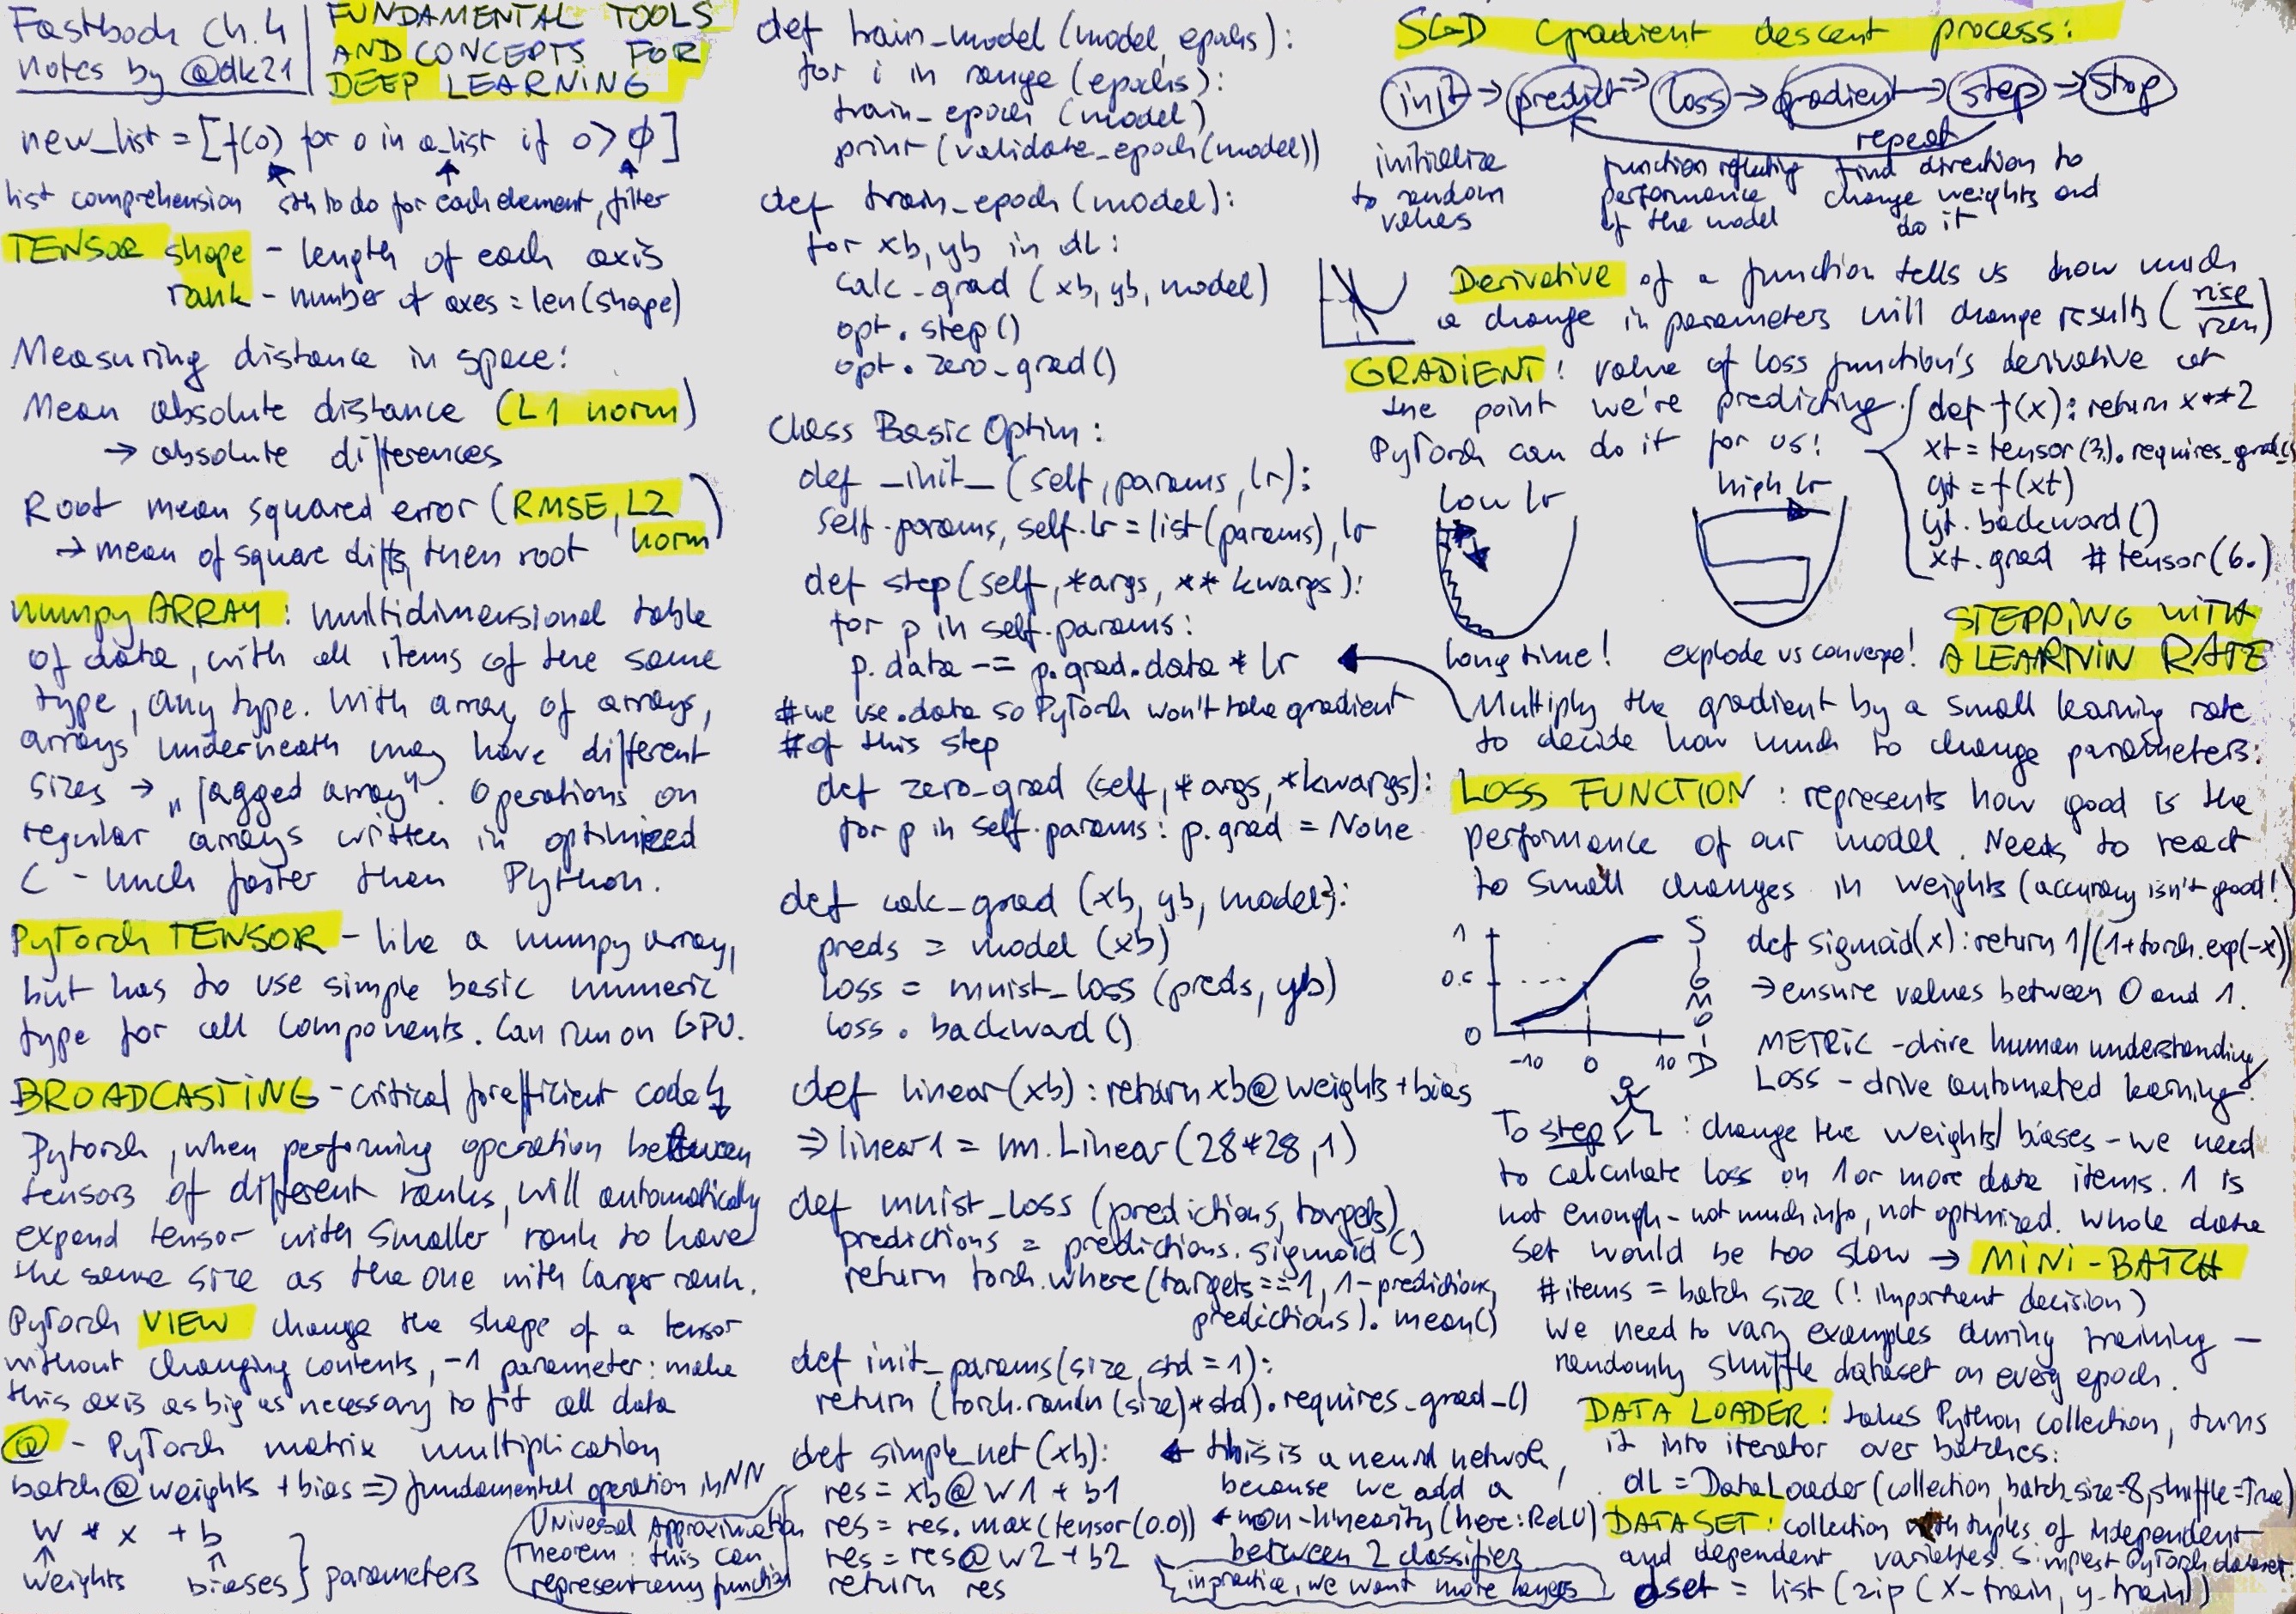 Fastbook Ch. 4
notes by @dk21
FUNDAMENTAL TOOLS
AND CONCEPTS FOR
DEEP LEARNING
new_list = [f(o) for o in a_list if o > 0]
list comprehension sth to do for each element, filter
TENSOR shape - length of each axis
rank - number of axes = len(shape)
Measuring distance in space:
Mean absolute distance (L1 norm)
→ absolute differences
Root mean squared error (RMSE, L2
norm)
→ mean of square diffs, then root
numpy ARRAY: multidimensional table
of data, with all items of the same
type, any type. With array of arrays,
arrays underneath may have different
sizes → „jagged array". Operations on
regular arrays written in optimized
C - much faster than Python.
PyTorch TENSOR - like a numpy array,
but has to use simple basic numeric
type for all components. Can run on GPU.
BROADCASTING - critical for efficient code ↴
Pytorch, when performing operation between
tensors of different ranks, will automatically
expand tensor with smaller rank to have
the same size as the one with larger rank.
PyTorch VIEW change the shape of a tensor
without changing contents, -1 parameter: make
this axis as big as necessary to fit all data
@ - PyTorch matrix multiplication
batch@weights + bias => fundamental operation in NN
w * x + b
weights biases } parameters
Universal Approximation
Theorem: this can
represent any function
def train_model (model, epochs):
for i in range (epochs):
train_epoch (model)
print (validate_epoch(model))
def train_epoch (model):
for xb, yb in dl:
calc_grad (xb, yb, model)
opt.step()
opt.zero_grad()
class BasicOptim:
def _init_ (self, params, lr):
self.params, self.lr = list(params), lr
def step(self, *args, **kwargs):
for p in self.params:
p.data -= p.grad.data * lr
# we use .data so PyTorch won't take gradient
# of this step
def zero_grad (self, *args, *kwargs):
for p in self.params: p.grad = None
def calc_grad (xb, yb, model):
preds = model (xb)
loss = mnist_loss (preds, yb)
loss.backward()
def linear(xb): return xb@weights+bias
=> linear1 = nn.Linear(28*28, 1)
def mnist_loss (predictions, targets)
predictions = predictions.sigmoid()
return torch.where(targets==1, 1-predictions,
predictions).mean()
def init_params(size, std=1):
return (torch.randn(size)*std).requires_grad_()
def simple_net (xb):
res = xb@w1 + b1
res = res.max(tensor(0.0))
res = res@w2 + b2
return res
← this is a neural network,
because we add a
← non-linearity (here: ReLU)
between 2 classifiers
in practice, we want more layers
SGD Gradient descent process:
init → predict → loss → gradient → step → stop
repeat
initialize
to random
values
function reflecting
performance
of the model
find direction to
change weights and
do it
Derivative of a function tells us how much
a change in parameters will change results (rise/run)
GRADIENT: value of loss function's derivative at
the point we're predicting.
PyTorch can do it for us!
def f(x): return x**2
xt = tensor(3.).requires_grad_()
yt = f(xt)
yt.backward()
xt.grad # tensor(6.)
low lr
high lr
long time!
explode vs converge!
STEPPING WITH
A LEARNIN RATE
Multiply the gradient by a small learning rate
to decide how much to change parameters:
LOSS FUNCTION: represents how good is the
performance of our model. Needs to react
to small changes in weights (accuracy isn't good!)
1
0.5
0
-10 0 10
SIGMOID
def sigmoid(x): return 1/(1+torch.exp(-x))
→ ensure values between 0 and 1.
METRIC - drive human understanding
LOSS - drive automated learning.
To step : change the weights/biases - we need
to calculate loss on 1 or more data items. 1 is
not enough - not much info, not optimized. Whole data
set would be too slow → MINI-BATCH
#items = batch size (! important decision)
We need to vary examples during training -
randomly shuffle dataset on every epoch.
DATA LOADER: takes Python collection, turns
it into iterator over batches:
dl = DataLoader(collection, batch_size=8, shuffle=True)
DATASET: collection with tuples of independent
and dependent variables. Simplest PyTorch dataset:
dset = list(zip(x_train, y_train))